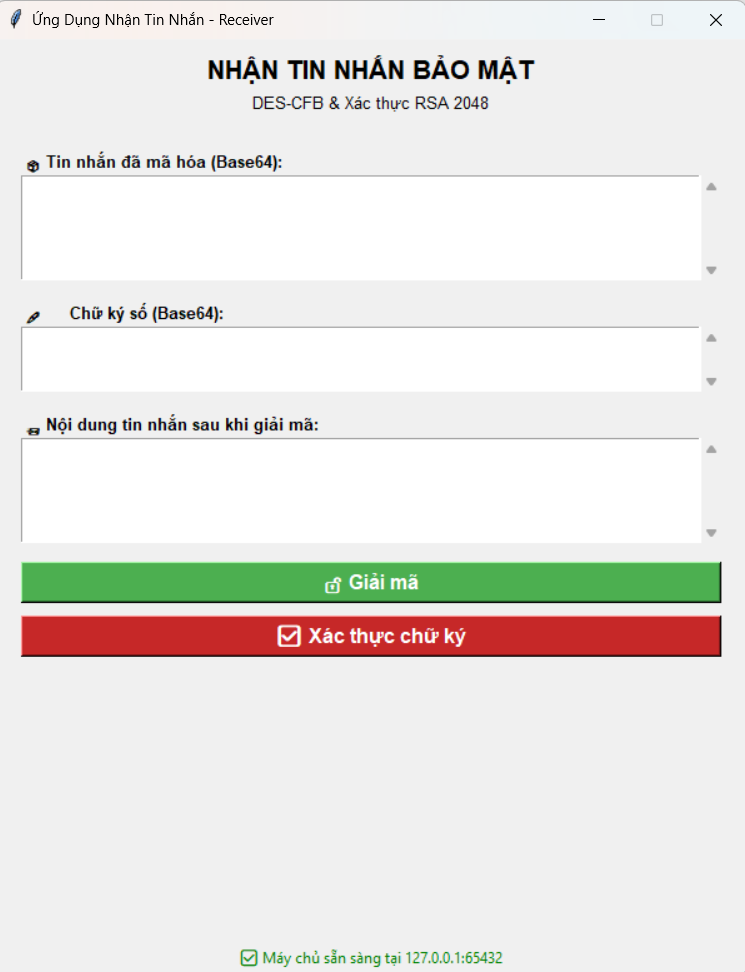 Ứng Dụng Nhận Tin Nhắn - Receiver
NHẬN TIN NHẮN BẢO MẬT
DES-CFB & Xác thực RSA 2048
Tin nhắn đã mã hóa (Base64):
Chữ ký số (Base64):
Nội dung tin nhắn sau khi giải mã:
Giải mã
Xác thực chữ ký
Máy chủ sẵn sàng tại 127.0.0.1:65432